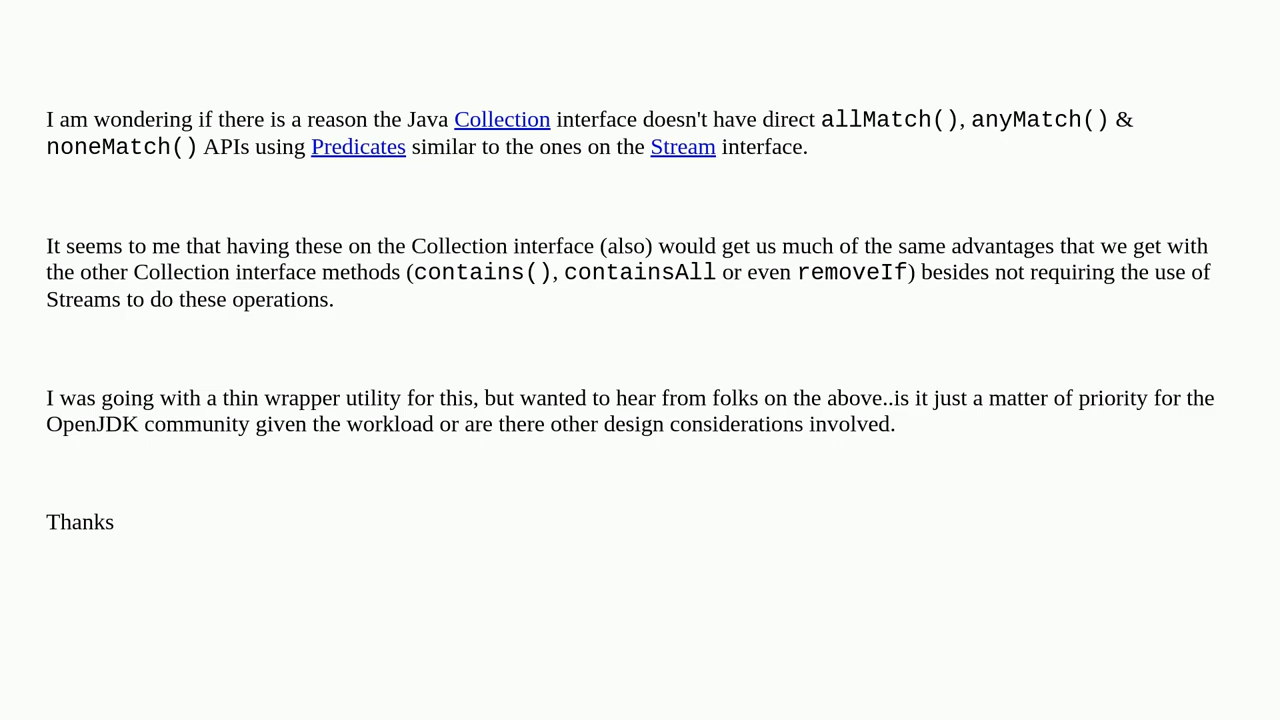 I am wondering if there is a reason the Java Collection interface doesn't have direct allMatch(), anyMatch() &
noneMatch() APIs using Predicates similar to the ones on the Stream interface.
It seems to me that having these on the Collection interface (also) would get us much of the same advantages that we get with
the other Collection interface methods (contains(), containsAll or even removeIf) besides not requiring the use of
Streams to do these operations.
I was going with a thin wrapper utility for this, but wanted to hear from folks on the above..is it just a matter of priority for the
OpenJDK community given the workload or are there other design considerations involved.
Thanks